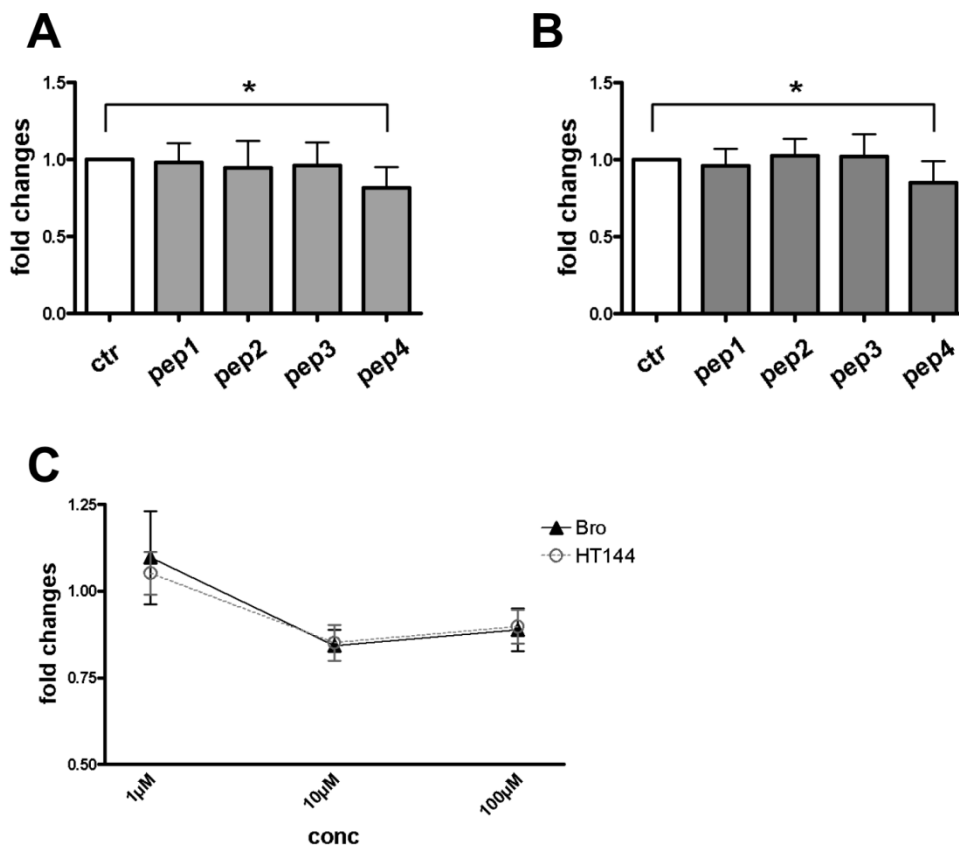 A
fold changes
1.5
1.0
0.5
0.0
*
ctr
pep1
pep2
pep3
pep4
B
fold changes
1.5
1.0
0.5
0.0
*
ctr
pep1
pep2
pep3
pep4
C
fold changes
1.25
1.00
0.75
0.50
1µM
10µM
100µM
conc
Bro
HT144